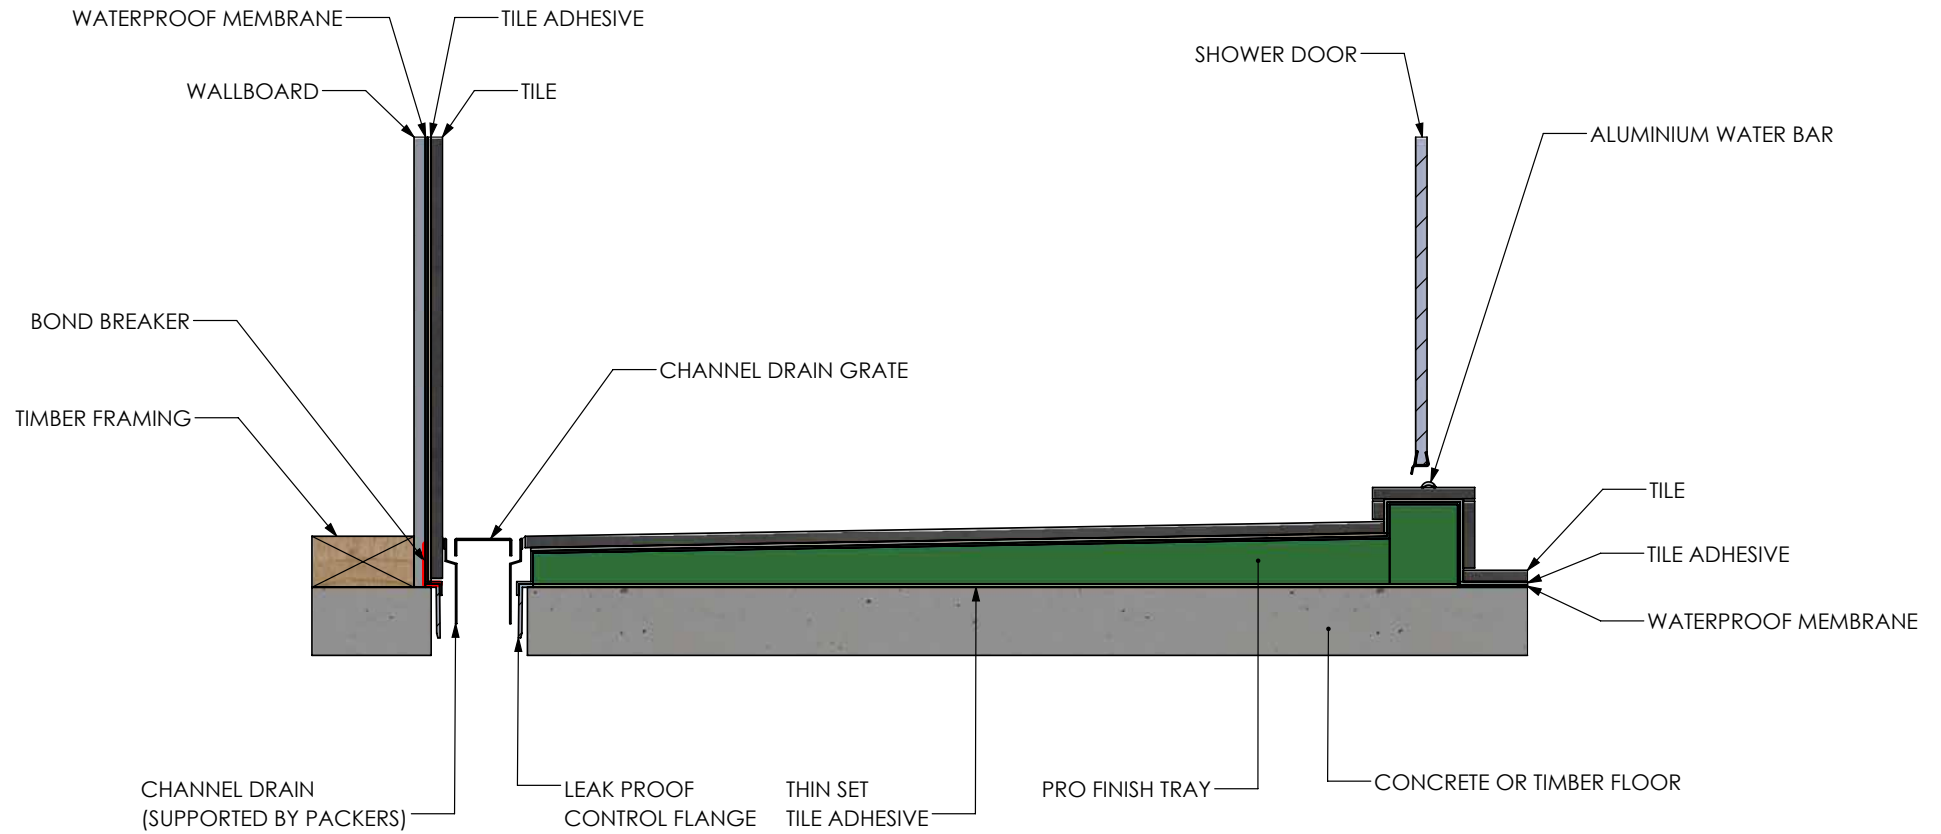 WATERPROOF MEMBRANE
TILE ADHESIVE
SHOWER DOOR
WALLBOARD
TILE
ALUMINIUM WATER BAR
BOND BREAKER
CHANNEL DRAIN GRATE
TIMBER FRAMING
TILE
TILE ADHESIVE
WATERPROOF MEMBRANE
CHANNEL DRAIN
(SUPPORTED BY PACKERS)
LEAK PROOF
CONTROL FLANGE
THIN SET
TILE ADHESIVE
PRO FINISH TRAY
CONCRETE OR TIMBER FLOOR